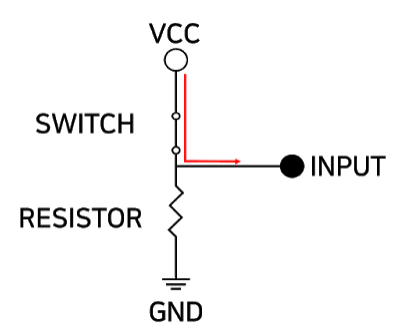 VCC
SWITCH
INPUT
RESISTOR
GND